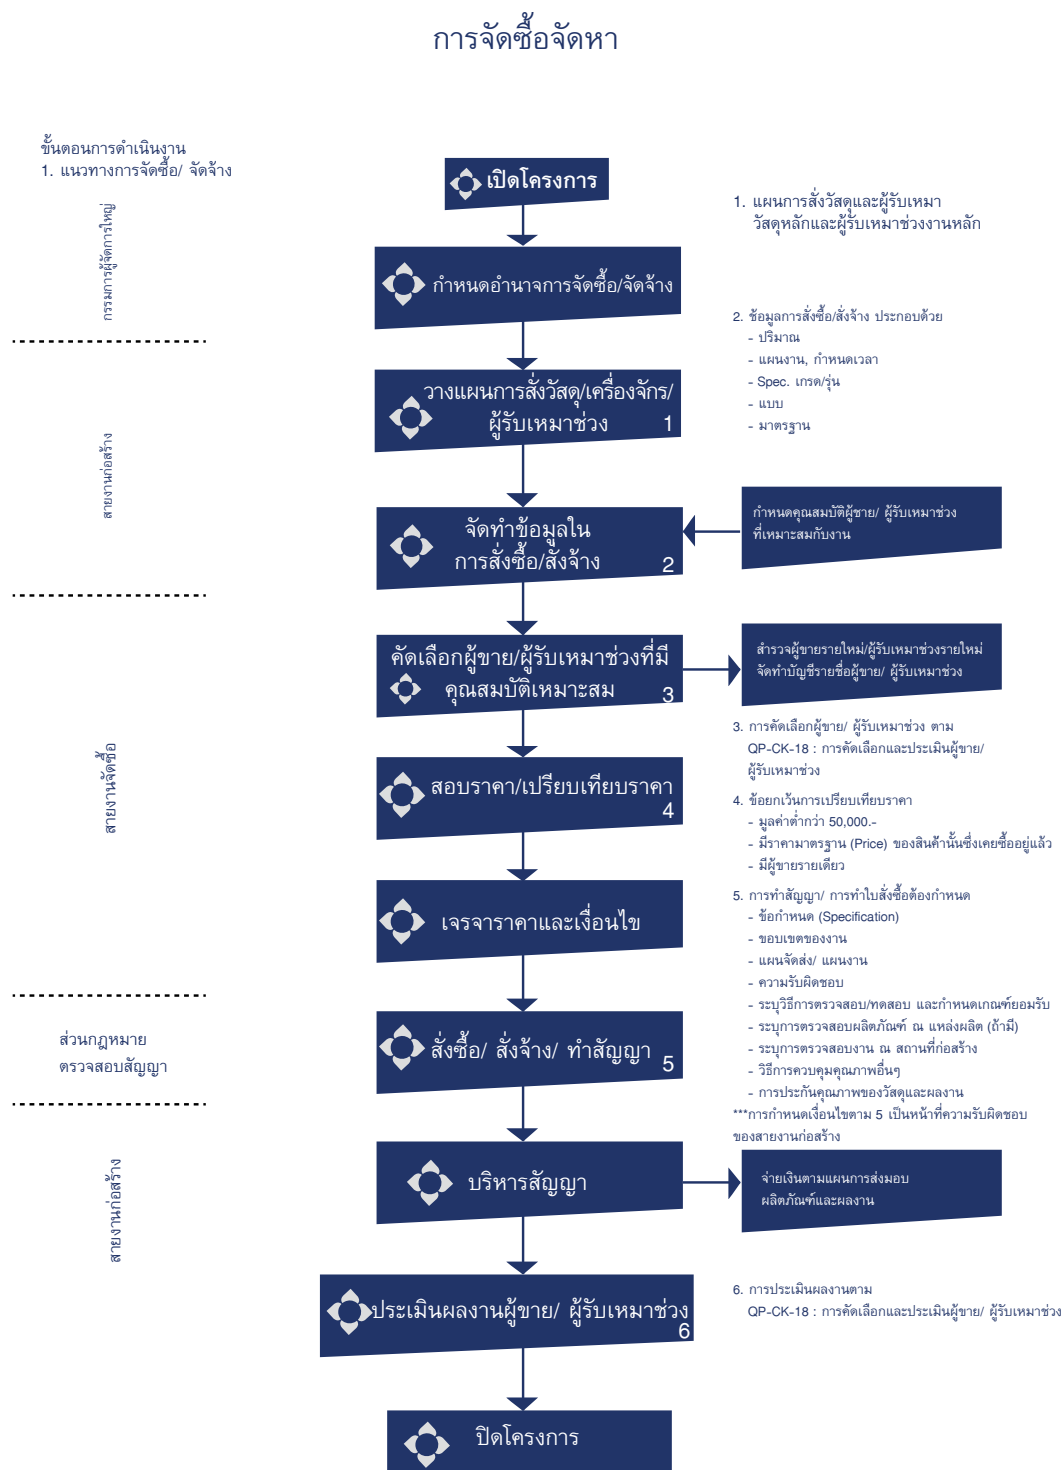 การจัดซื้อจัดหา
ขั้นตอนการดำเนินงาน
1. แนวทางการจัดซื้อ/ จัดจ้าง
กรรมการผู้จัดการใหญ่
เปิดโครงการ
1. แผนการสั่งวัสดุและผู้รับเหมา
วัสดุหลักและผู้รับเหมาช่วงงานหลัก
กำหนดอำนาจการจัดซื้อ/จัดจ้าง
2. ข้อมูลการสั่งซื้อ/สั่งจ้าง ประกอบด้วย
- ปริมาณ
- แผนงาน, กำหนดเวลา
- Spec. เกรด/รุ่น
- แบบ
- มาตรฐาน
สายงานก่อสร้าง
วางแผนการสั่งวัสดุ/เครื่องจักร/
ผู้รับเหมาช่วง 1
จัดทำข้อมูลใน
การสั่งซื้อ/สั่งจ้าง 2
กำหนดคุณสมบัติผู้ขาย/ ผู้รับเหมาช่วง
ที่เหมาะสมกับงาน
สายงานจัดซื้อ
คัดเลือกผู้ขาย/ผู้รับเหมาช่วงที่มี
คุณสมบัติเหมาะสม 3
สำรวจผู้ขายรายใหม่/ผู้รับเหมาช่วงรายใหม่
จัดทำบัญชีรายชื่อผู้ขาย/ ผู้รับเหมาช่วง
3. การคัดเลือกผู้ขาย/ ผู้รับเหมาช่วง ตาม
QP-CK-18 : การคัดเลือกและประเมินผู้ขาย/
ผู้รับเหมาช่วง
สอบราคา/เปรียบเทียบราคา
4
4. ข้อยกเว้นการเปรียบเทียบราคา
- มูลค่าต่ำกว่า 50,000.-
- มีราคามาตรฐาน (Price) ของสินค้านั้นซึ่งเคยซื้ออยู่แล้ว
- มีผู้ขายรายเดียว
เจรจาราคาและเงื่อนไข
5. การทำสัญญา/ การทำใบสั่งซื้อต้องกำหนด
- ข้อกำหนด (Specification)
- ขอบเขตของงาน
- แผนจัดส่ง/ แผนงาน
- ความรับผิดชอบ
- ระบุวิธีการตรวจสอบ/ทดสอบ และกำหนดเกณฑ์ยอมรับ
- ระบุการตรวจสอบผลิตภัณฑ์ ณ แหล่งผลิต (ถ้ามี)
- ระบุการตรวจสอบงาน ณ สถานที่ก่อสร้าง
- วิธีการควบคุมคุณภาพอื่นๆ
- การประกันคุณภาพของวัสดุและผลงาน
***การกำหนดเงื่อนไขตาม 5 เป็นหน้าที่ความรับผิดชอบ
ของสายงานก่อสร้าง
ส่วนกฎหมาย
ตรวจสอบสัญญา
สั่งซื้อ/ สั่งจ้าง/ ทำสัญญา 5
สายงานก่อสร้าง
บริหารสัญญา
จ่ายเงินตามแผนการส่งมอบ
ผลิตภัณฑ์และผลงาน
ประเมินผลงานผู้ขาย/ ผู้รับเหมาช่วง
6
6. การประเมินผลงานตาม
QP-CK-18 : การคัดเลือกและประเมินผู้ขาย/ ผู้รับเหมาช่วง
ปิดโครงการ